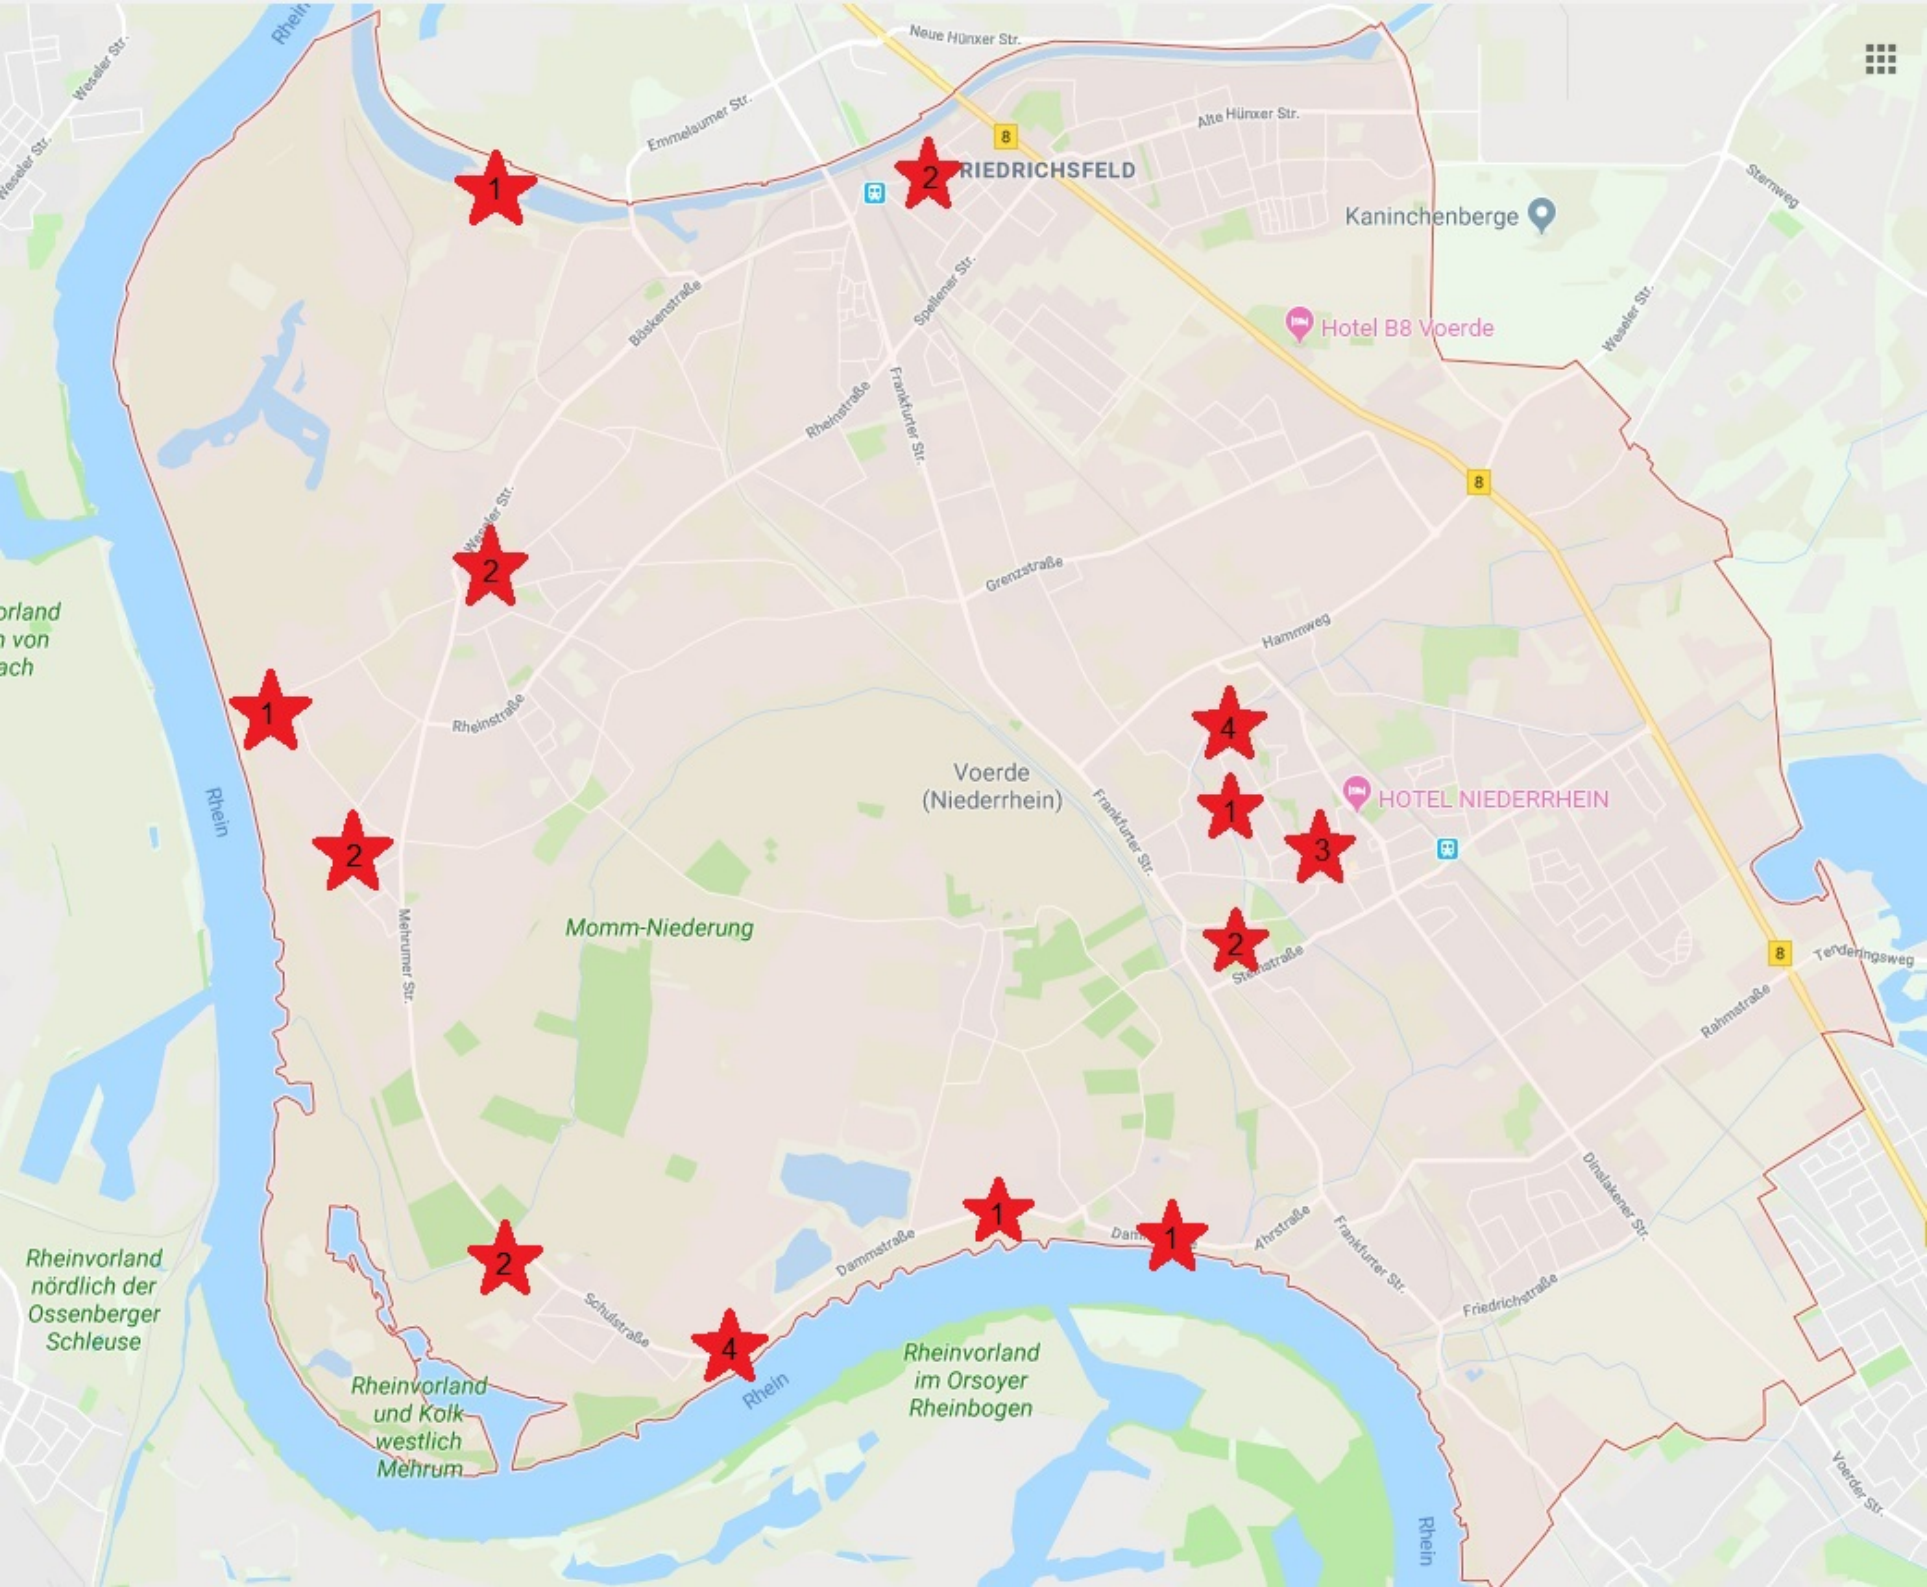 Rhein
Weseler Str.
Neue Hünxer Str.
Emmelsumer Str.
Alte Hünxer Str.
8
Weseler Str.
1
2
RIEDRICHSFELD
Sternweg
Kaninchenberge
Böskenstraße
Spellener Str.
Hotel B8 Voerde
Weseler Str.
Rheinstraße
Frankfurter Str.
8
Weseler Str.
2
Grenzstraße
orland
n von
ach
Hammweg
1
Rheinstraße
4
Voerde
(Niederrhein)
Rhein
Frankfurter Str.
1
HOTEL NIEDERRHEIN
2
3
Momm-Niederung
Mehrumer Str.
2
Steinstraße
8
Tenderingsweg
Rahmstraße
Dinslakener Str.
1
1
Dammstraße
Ahrstraße
Frankfurter Str.
2
Rheinvorland
nördlich der
Ossenberger
Schleuse
Schulstraße
4
Friedrichstraße
Rhein
Rheinvorland
im Orsoyer
Rheinbogen
Rheinvorland
und Kolk
westlich
Mehrum
Voerder Str.
Rhein